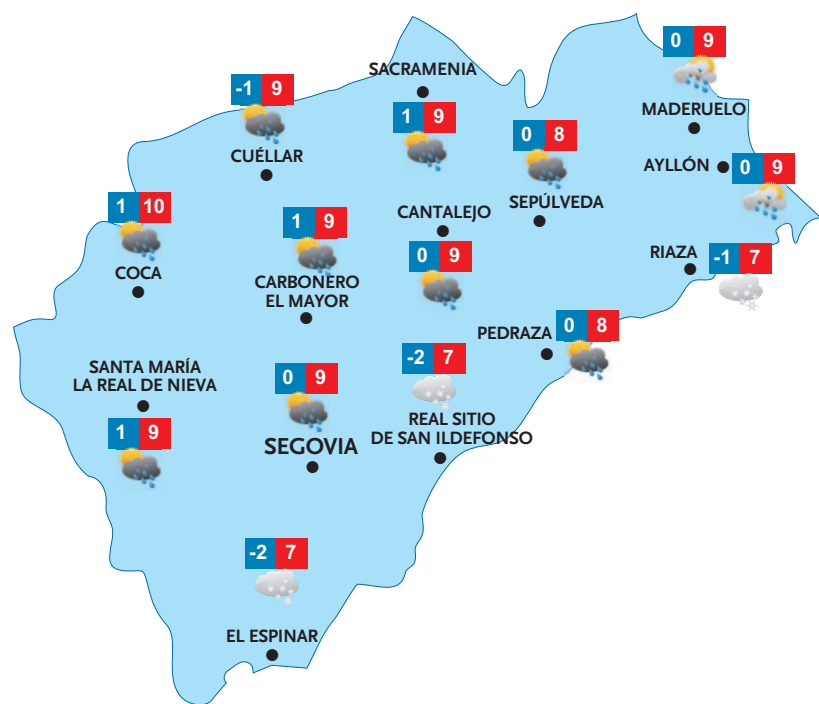 0 9
MADERUELO
SACRAMENIA
1 9
-1 9
CUÉLLAR
0 8
SEPÚLVEDA
AYLLÓN
0 9
1 10
COCA
1 9
CARBONERO
EL MAYOR
CANTALEJO
0 9
RIAZA
-1 7
PEDRAZA
0 8
SANTA MARÍA
LA REAL DE NIEVA
1 9
0 9
SEGOVIA
-2 7
REAL SITIO
DE SAN ILDEFONSO
-2 7
EL ESPINAR